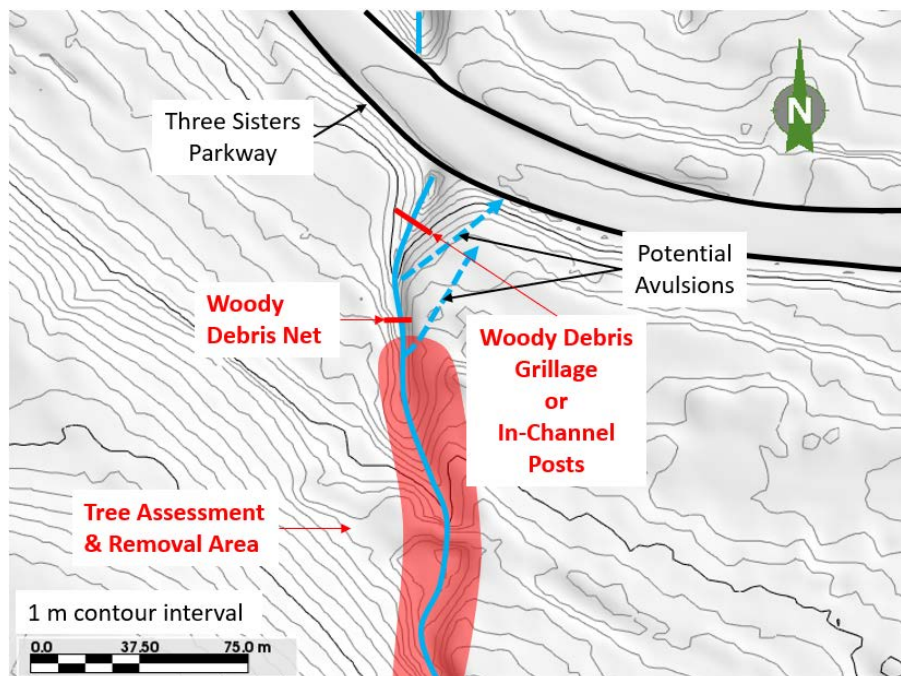 Three Sisters
Parkway
N
Potential
Avulsions
Woody
Debris Net
Woody Debris
Grillage
or
In-Channel
Posts
Tree Assessment
& Removal Area
1 m contour interval
0.0 37.50 75.0 m